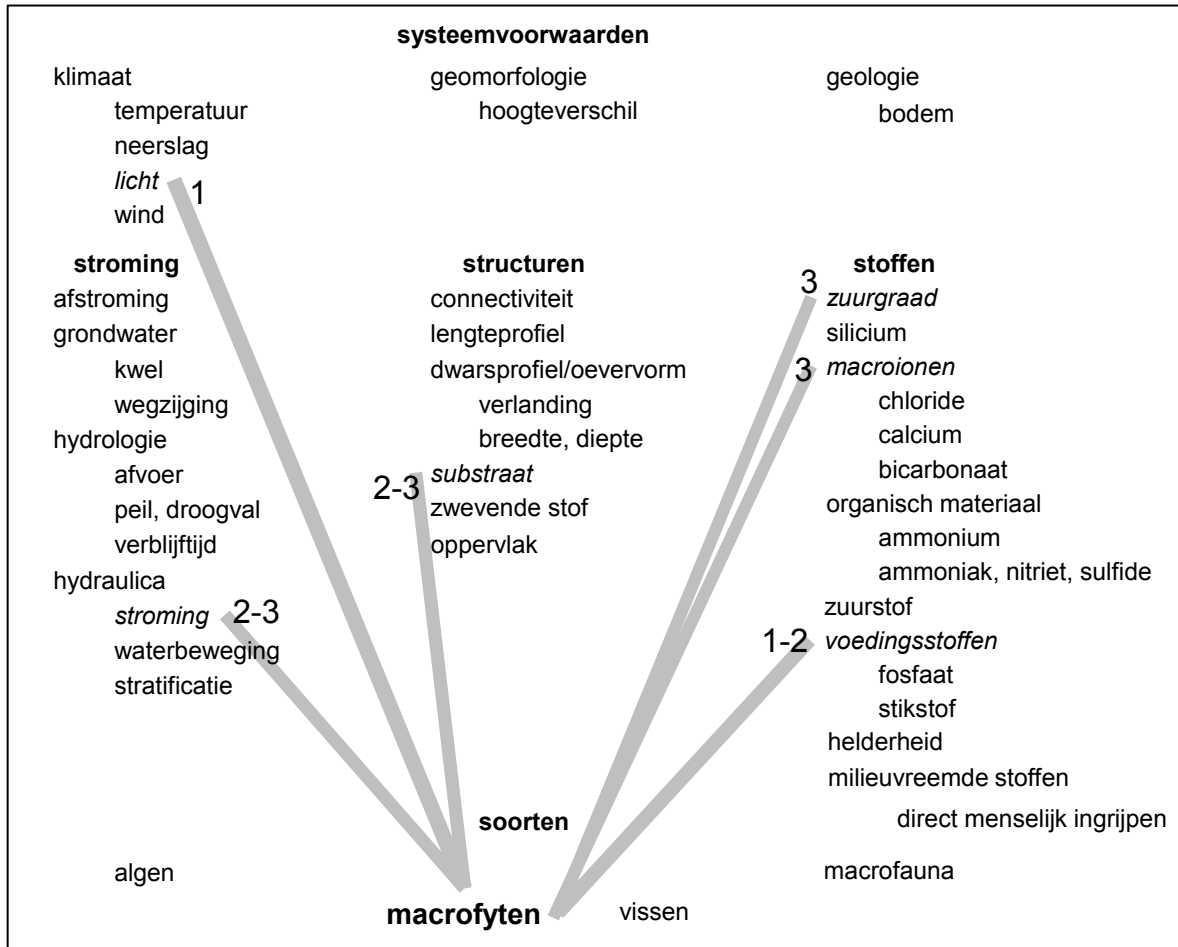 systeemvoorwaarden
klimaat geomorfologie geologie
temperatuur hoogteverschil bodem
neerslag
licht 1
wind
stroming structuren stoffen
afstroming connectiviteit 3 zuurgraad
grondwater lengteprofiel silicium
kwel dwarsprofiel/oevervorm 3 macroionen
wegzijging verlanding chloride
hydrologie breedte, diepte calcium
afvoer 2-3 substraat bicarbonaat
peil, droogval zwevende stof organisch materiaal
verblijftijd oppervlak ammonium
hydraulica ammoniak, nitriet, sulfide
stroming 2-3 zuurstof
waterbeweging 1-2 voedingsstoffen
stratificatie fosfaat
stikstof
helderheid
milieuvreemde stoffen
soorten direct menselijk ingrijpen
algen macrofauna
macrofyten vissen